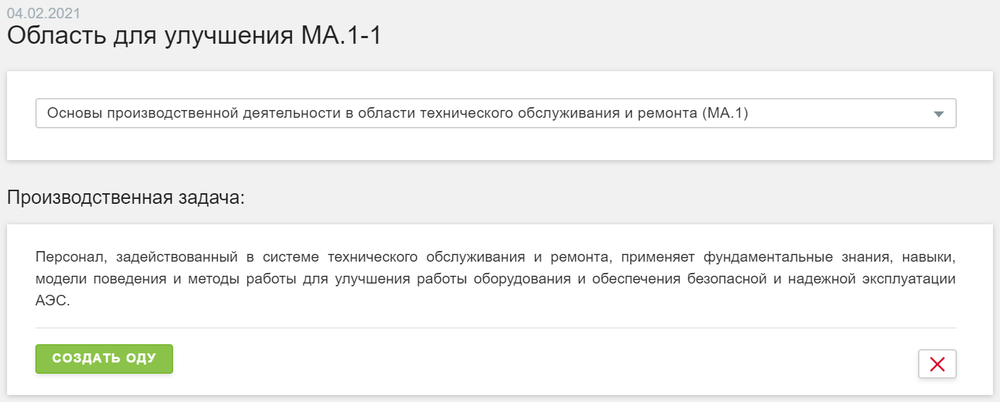 04.02.2021
Область для улучшения МА.1-1
Основы производственной деятельности в области технического обслуживания и ремонта (МА.1)
Производственная задача:
Персонал, задействованный в системе технического обслуживания и ремонта, применяет фундаментальные знания, навыки,
модели поведения и методы работы для улучшения работы оборудования и обеспечения безопасной и надежной эксплуатации
АЭС.
СОЗДАТЬ ОДУ